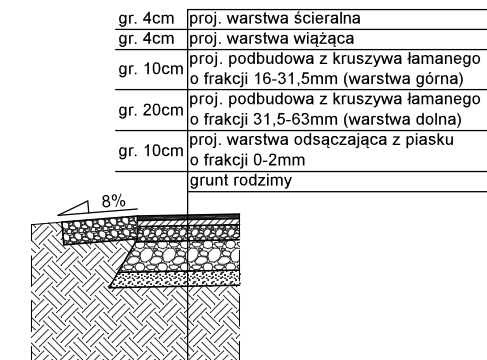 gr. 4cm proj. warstwa ścieralna
gr. 4cm proj. warstwa wiążąca
gr. 10cm proj. podbudowa z kruszywa łamanego
o frakcji 16-31,5mm (warstwa górna)
gr. 20cm proj. podbudowa z kruszywa łamanego
o frakcji 31,5-63mm (warstwa dolna)
gr. 10cm proj. warstwa odsączająca z piasku
o frakcji 0-2mm
grunt rodzimy
8%